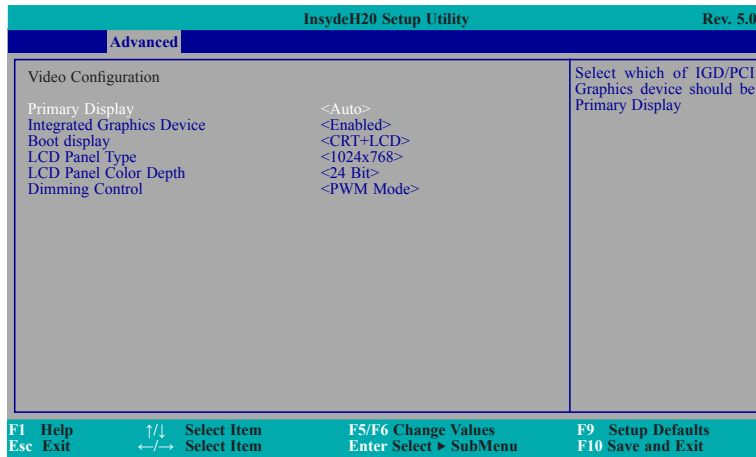 InsydeH20 Setup Utility Rev. 5.0
Advanced
Video Configuration
Primary Display <Auto>
Integrated Graphics Device <Enabled>
Boot display <CRT+LCD>
LCD Panel Type <1024x768>
LCD Panel Color Depth <24 Bit>
Dimming Control <PWM Mode>
Select which of IGD/PCI
Graphics device should be
Primary Display
F1 Help ↑/↓ Select Item F5/F6 Change Values F9 Setup Defaults
Esc Exit ←/→ Select Item Enter Select ► SubMenu F10 Save and Exit